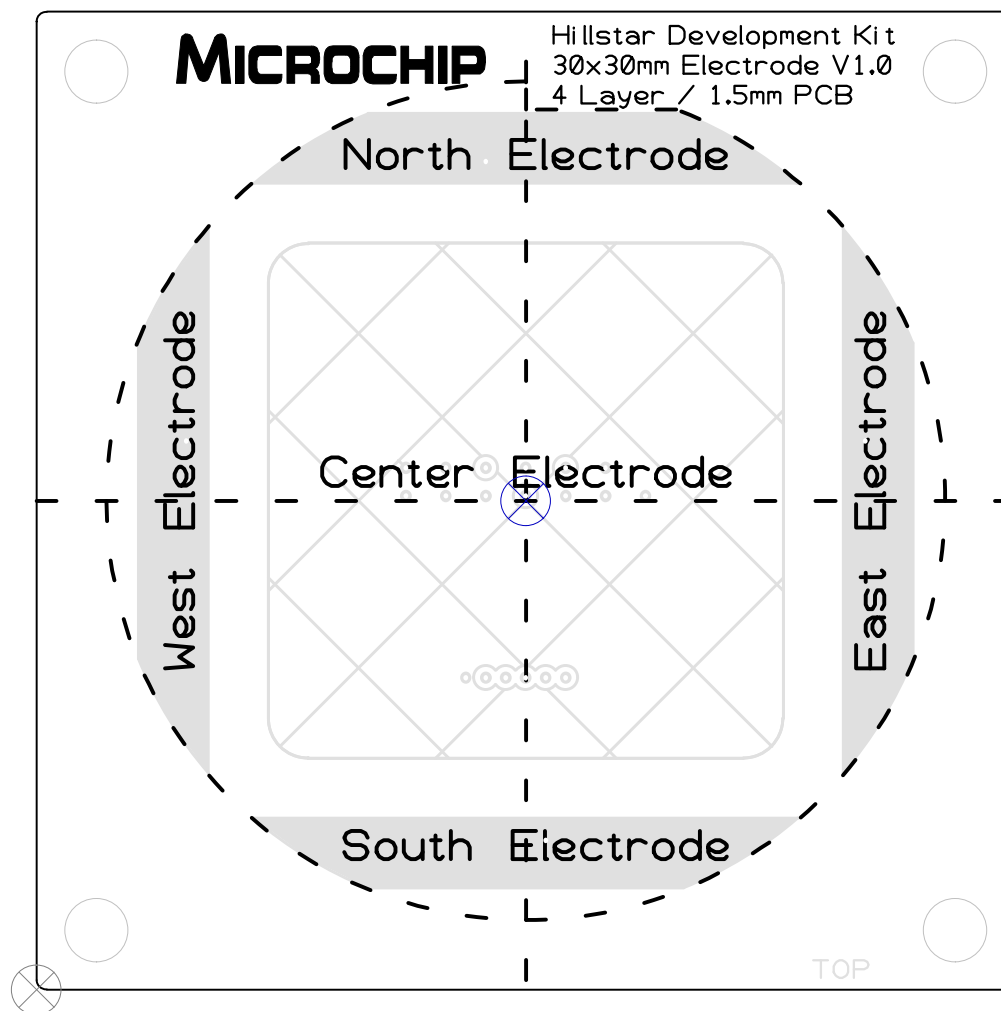 MICROCHIP
Hillstar Development Kit
30x30mm Electrode V1.0
4 Layer / 1.5mm PCB
North Electrode
West Electrode
Center Electrode
East Electrode
South Electrode
TOP